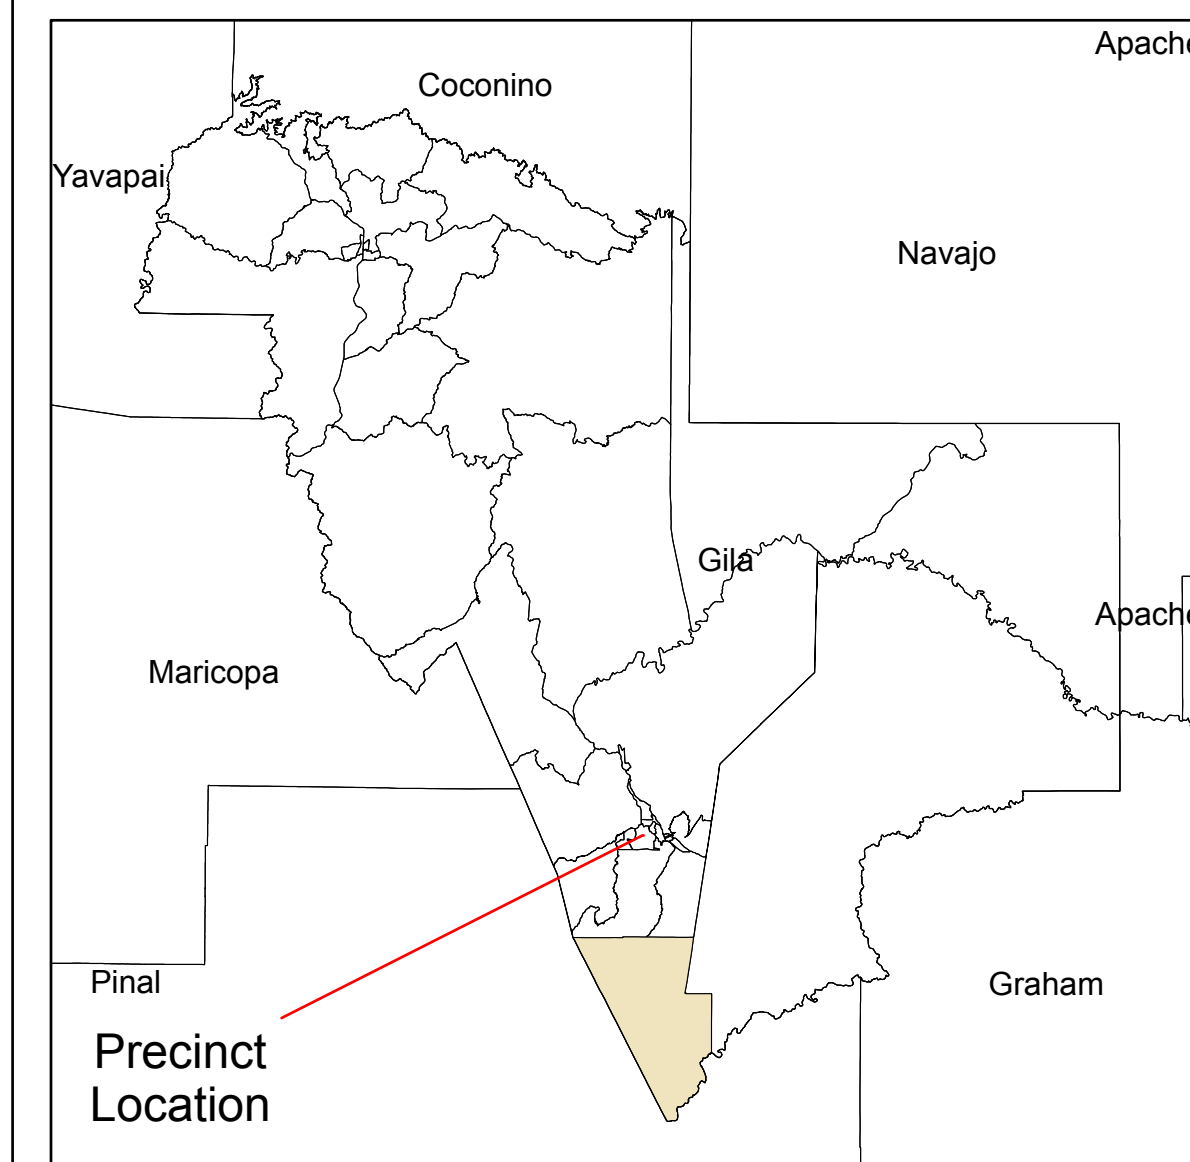 Apache
Coconino
Yavapai
Navajo
Gila
Apache
Maricopa
Pinal
Graham
Precinct
Location